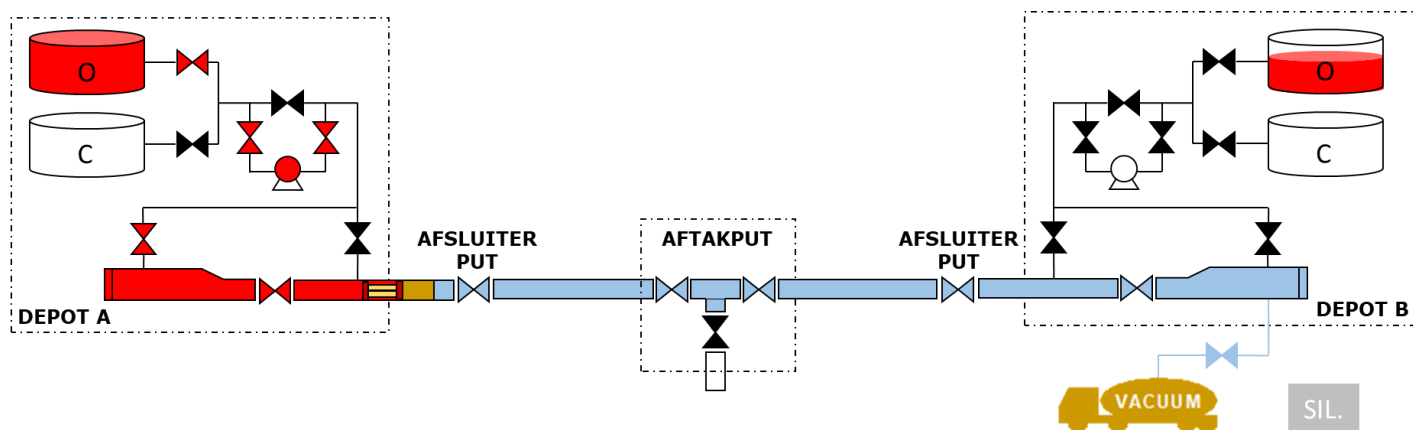 O
C
O
C
AFSLUITER
PUT
AFTAKPUT
AFSLUITER
PUT
DEPOT A
DEPOT B
VACUUM
SIL.